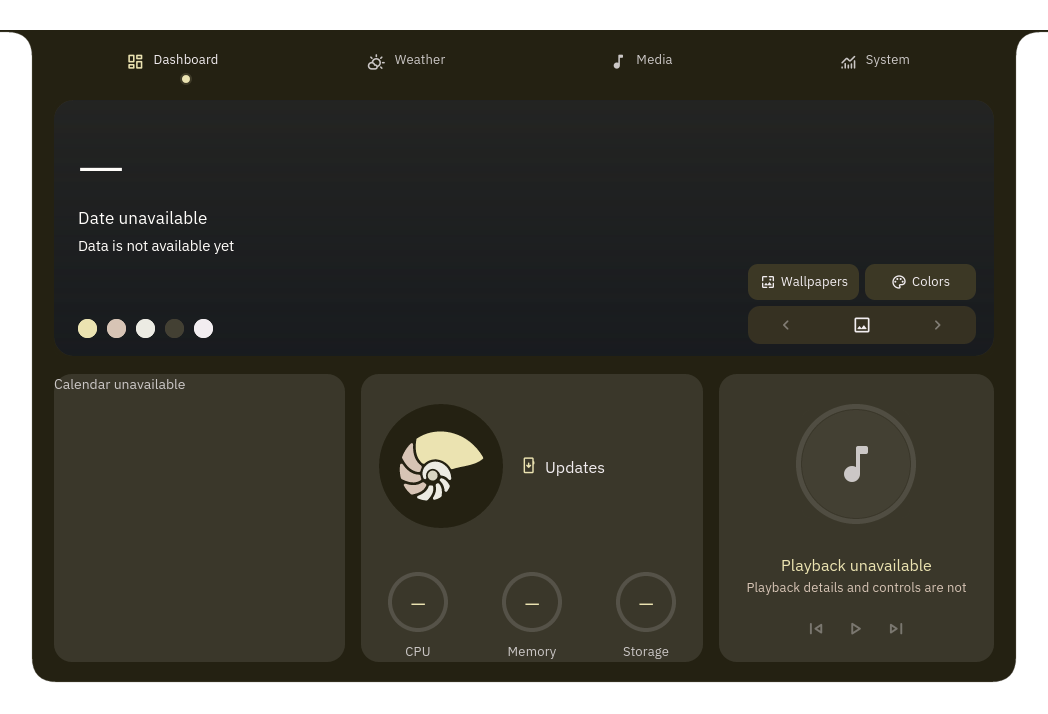 Dashboard
Weather
Media
System
—
Date unavailable
Data is not available yet
Wallpapers
Colors
Calendar unavailable
Updates
—
—
—
CPU
Memory
Storage
Playback unavailable
Playback details and controls are not